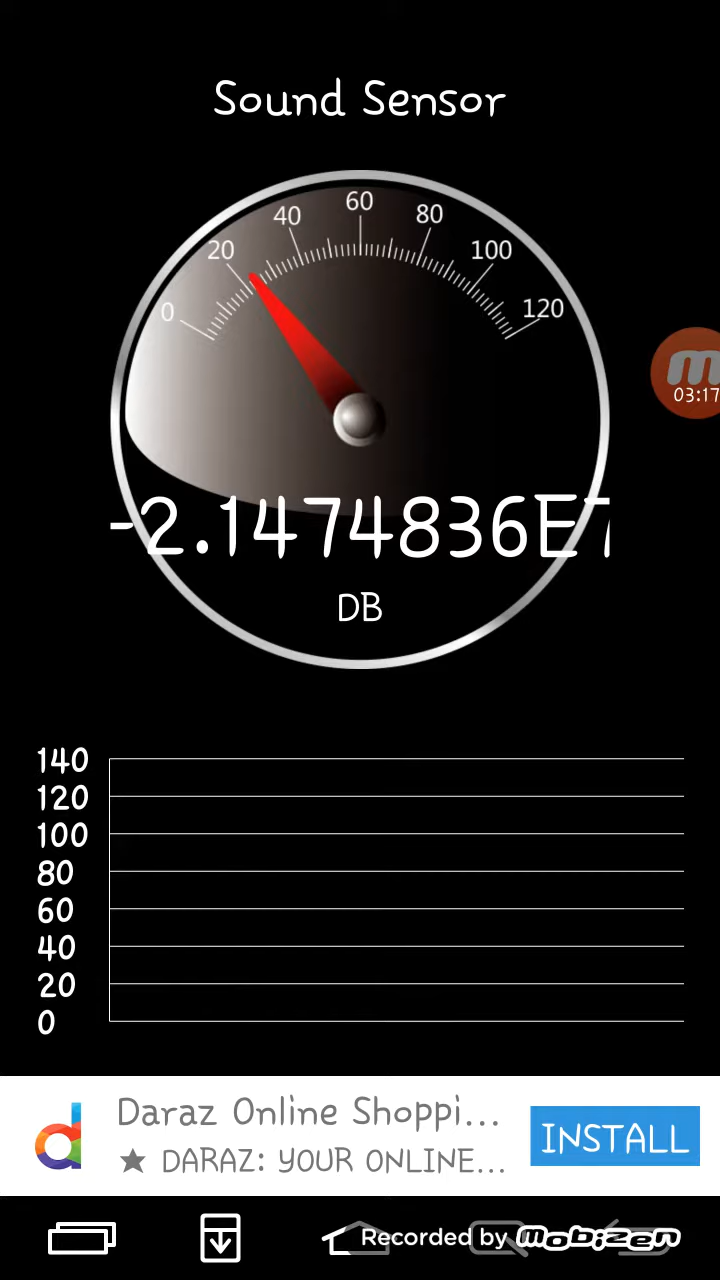 Sound Sensor
60
40
80
20
100
0
120
03:17
-2.1474836E
DB
140
120
100
80
60
40
20
0
Daraz Online Shoppi...
INSTALL
★ DARAZ: YOUR ONLINE...
Recorded by mobizen